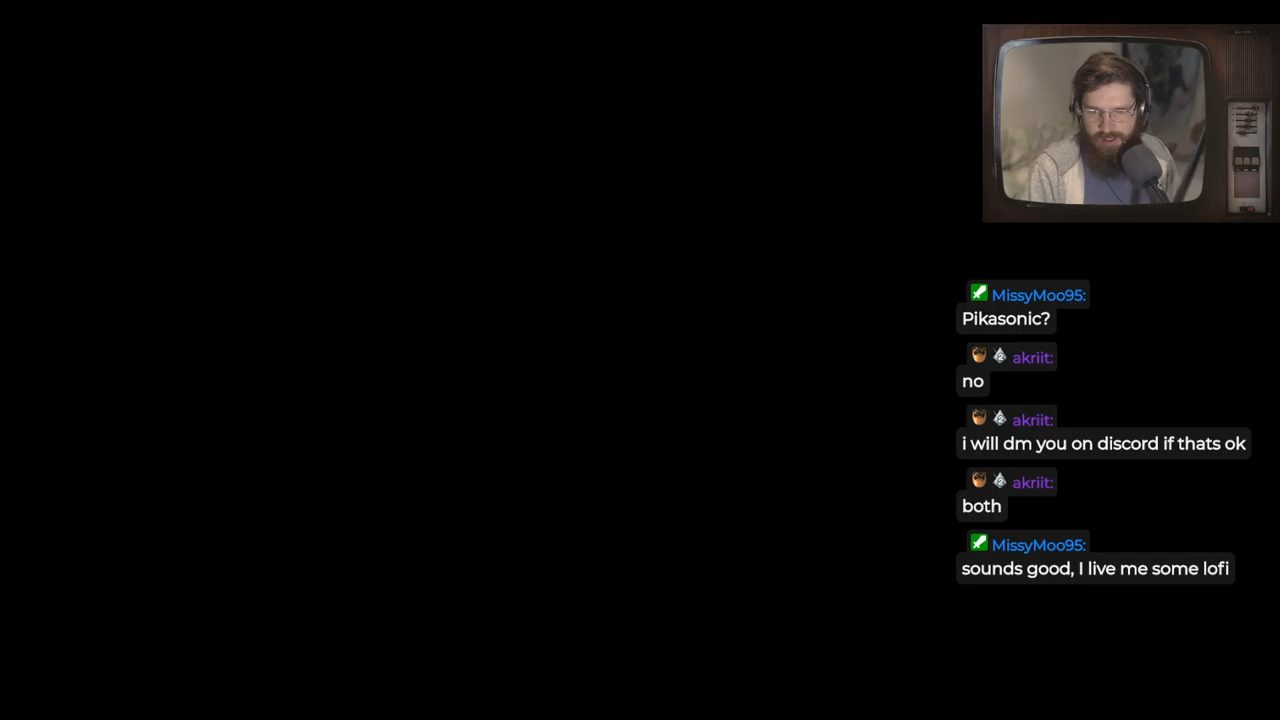 MissyMoo95:
Pikasonic?
akriit:
no
akriit:
i will dm you on discord if thats ok
akriit:
both
MissyMoo95:
sounds good, I live me some lofi